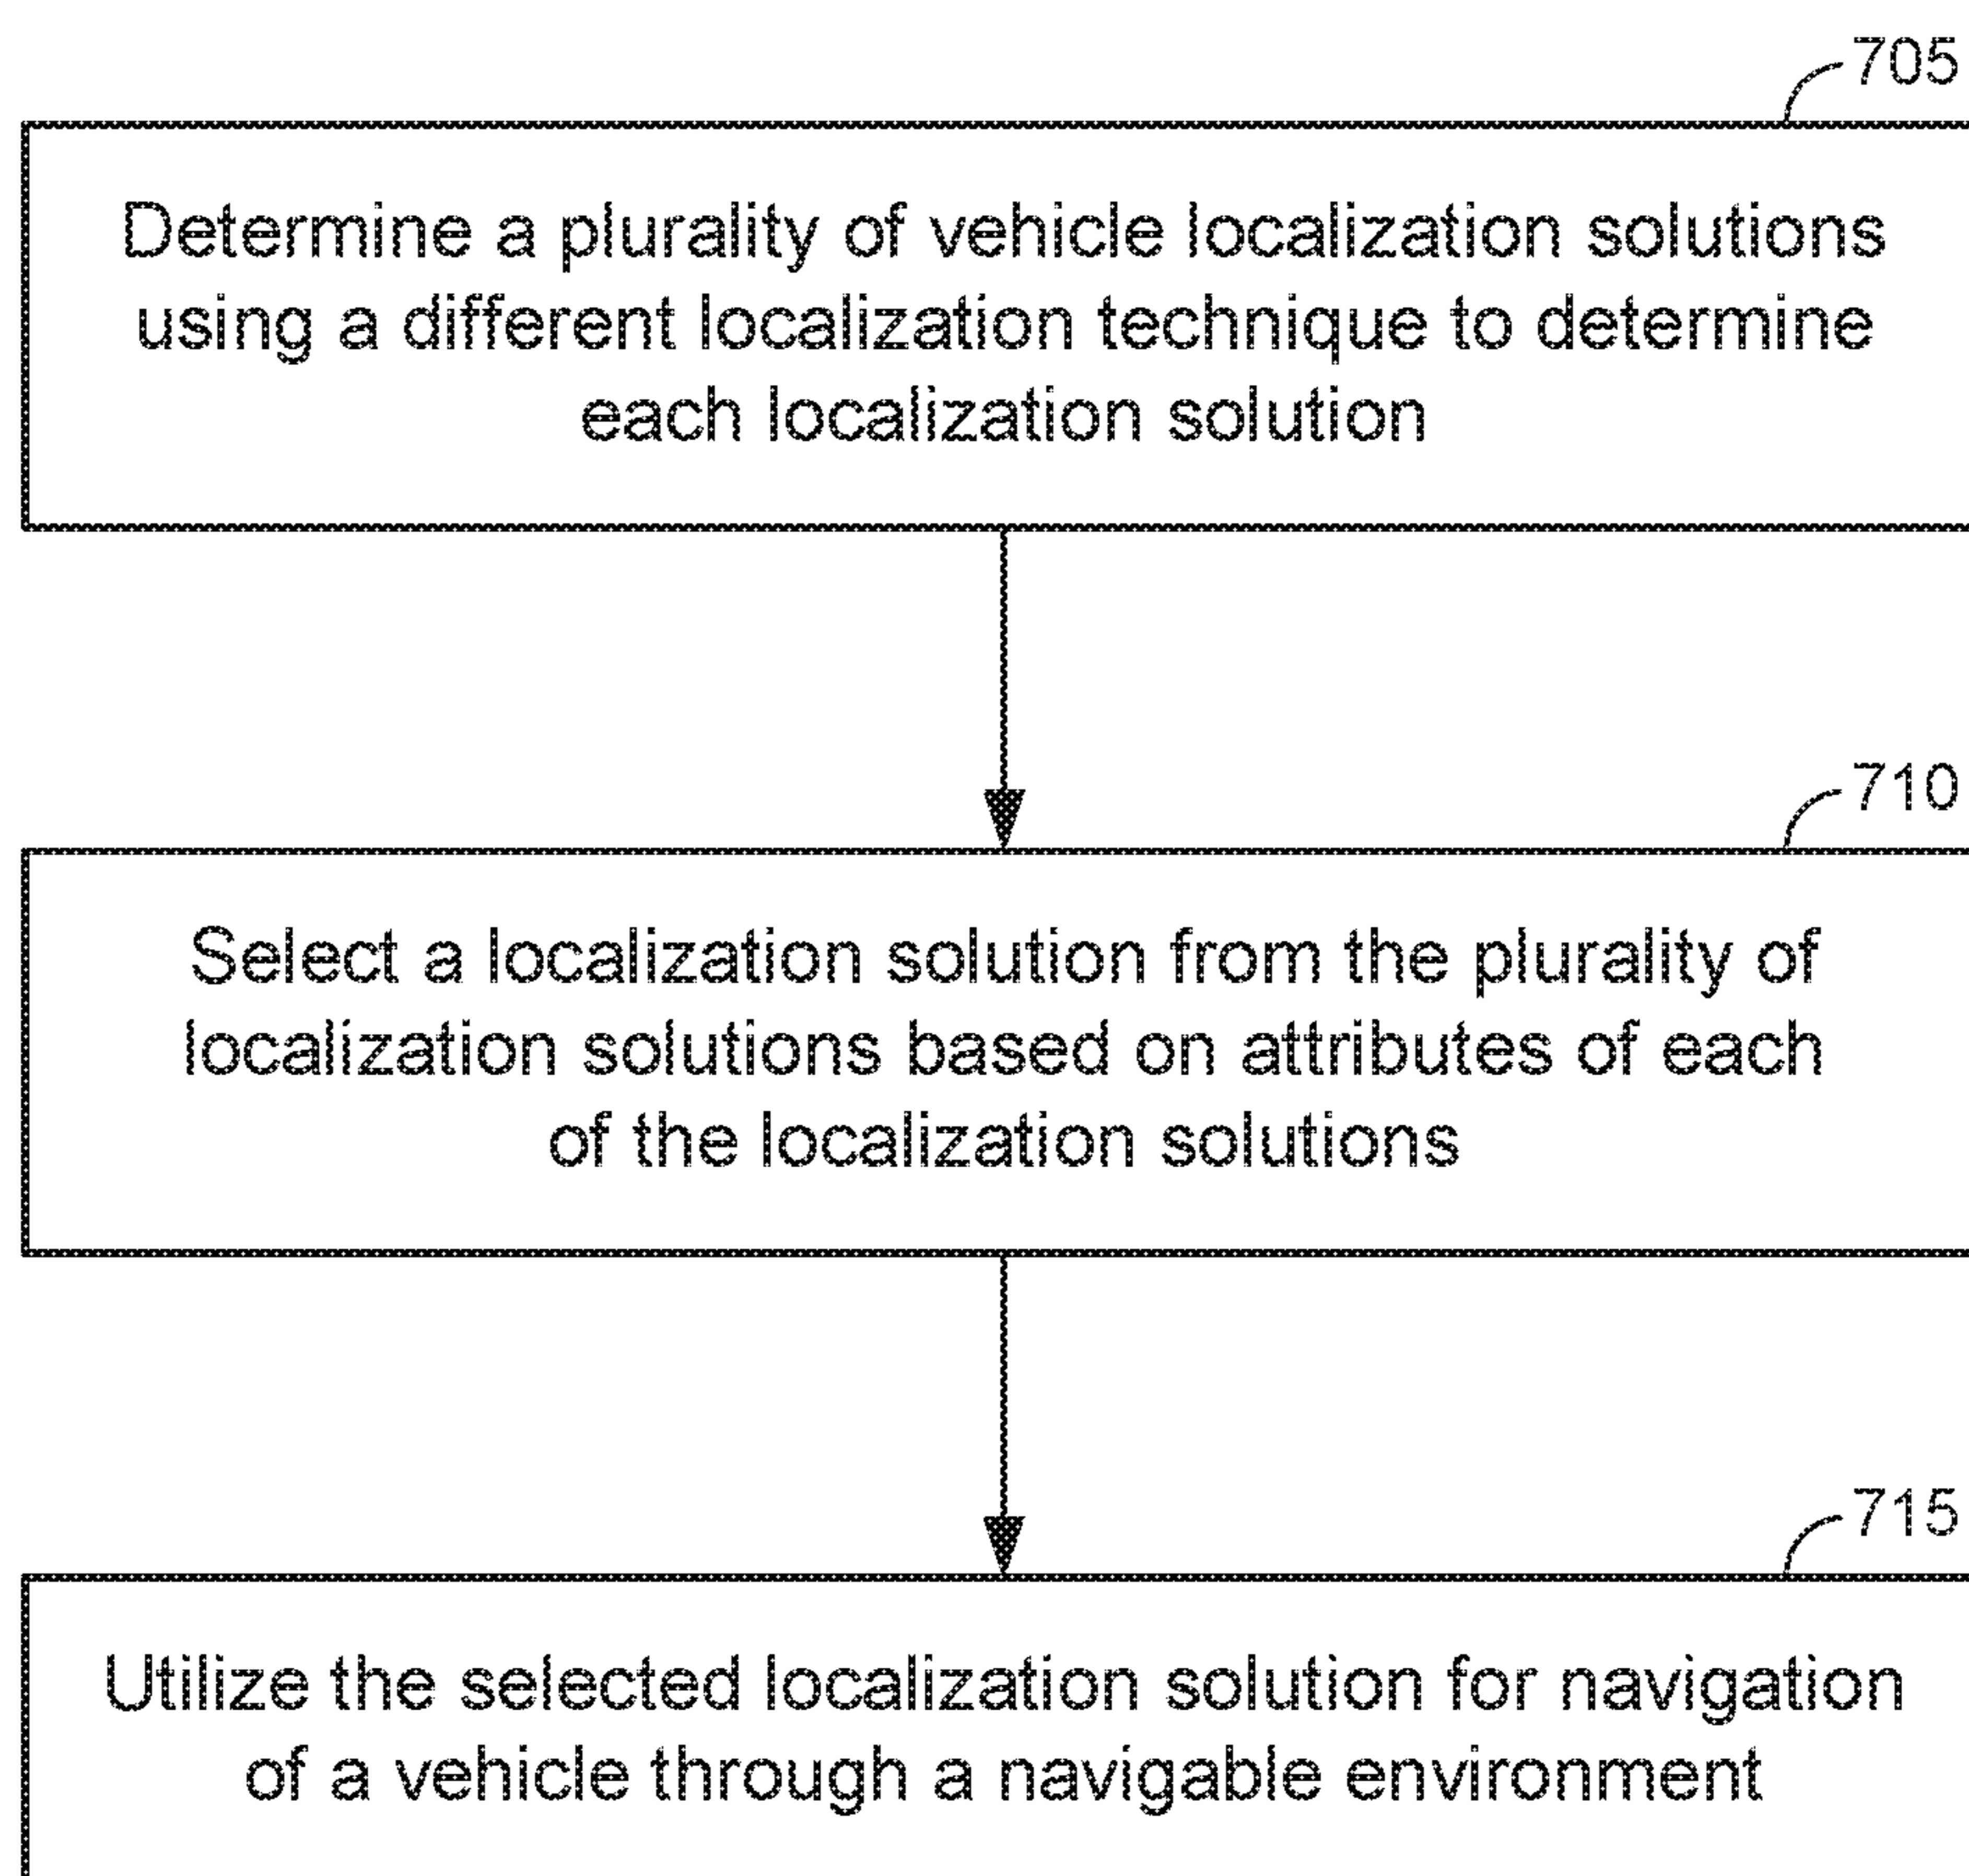 705
Determine a plurality of vehicle localization solutions
using a different localization technique to determine
each localization solution
710
Select a localization solution from the plurality of
localization solutions based on attributes of each
of the localization solutions
715
Utilize the selected localization solution for navigation
of a vehicle through a navigable environment